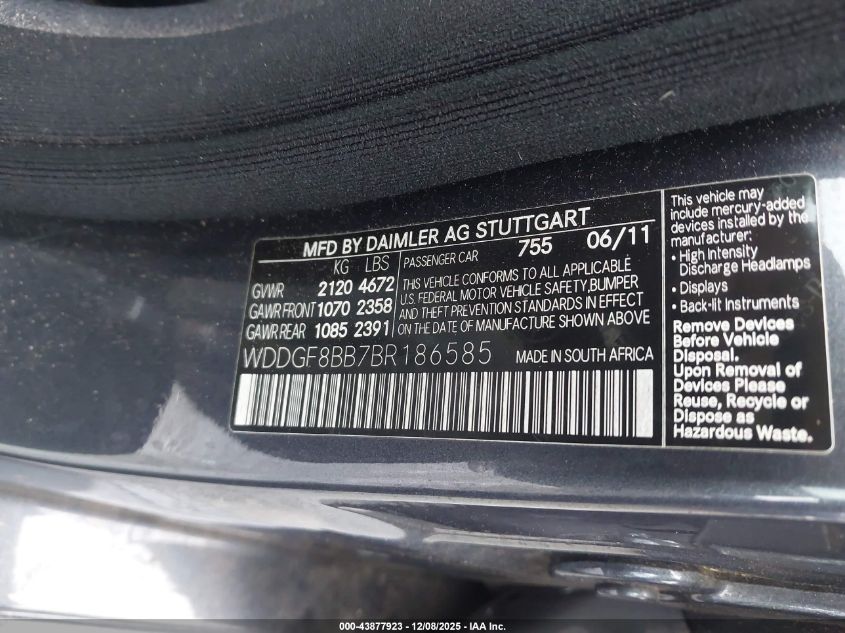 MFD BY DAIMLER AG STUTTGART
KG LBS
GVWR 2120 4672
GAWR FRONT 1070 2358
GAWR REAR 1085 2391
PASSENGER CAR 755 06/11
THIS VEHICLE CONFORMS TO ALL APPLICABLE
U.S. FEDERAL MOTOR VEHICLE SAFETY,BUMPER
AND THEFT PREVENTION STANDARDS IN EFFECT
ON THE DATE OF MANUFACTURE SHOWN ABOVE
WDDGF8BB7BR186585 MADE IN SOUTH AFRICA
This vehicle may
include mercury-added
devices installed by the
manufacturer:
• High Intensity
Discharge Headlamps
• Displays
• Back-lit Instruments
Remove Devices
Before Vehicle
Disposal.
Upon Removal of
Devices Please
Reuse, Recycle or
Dispose as
Hazardous Waste.
000-43877923 - 12/08/2025 - IAA Inc.